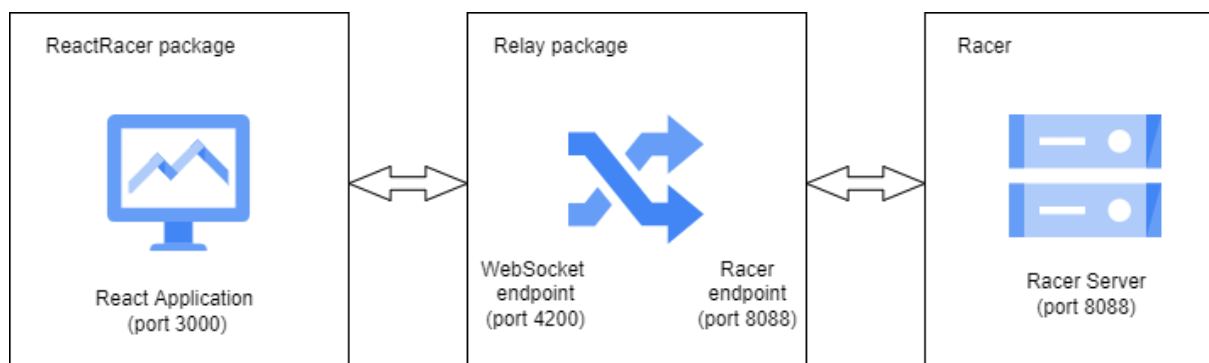 ReactRacer package
React Application
(port 3000)
Relay package
WebSocket
endpoint
(port 4200)
Racer
endpoint
(port 8088)
Racer
Racer Server
(port 8088)